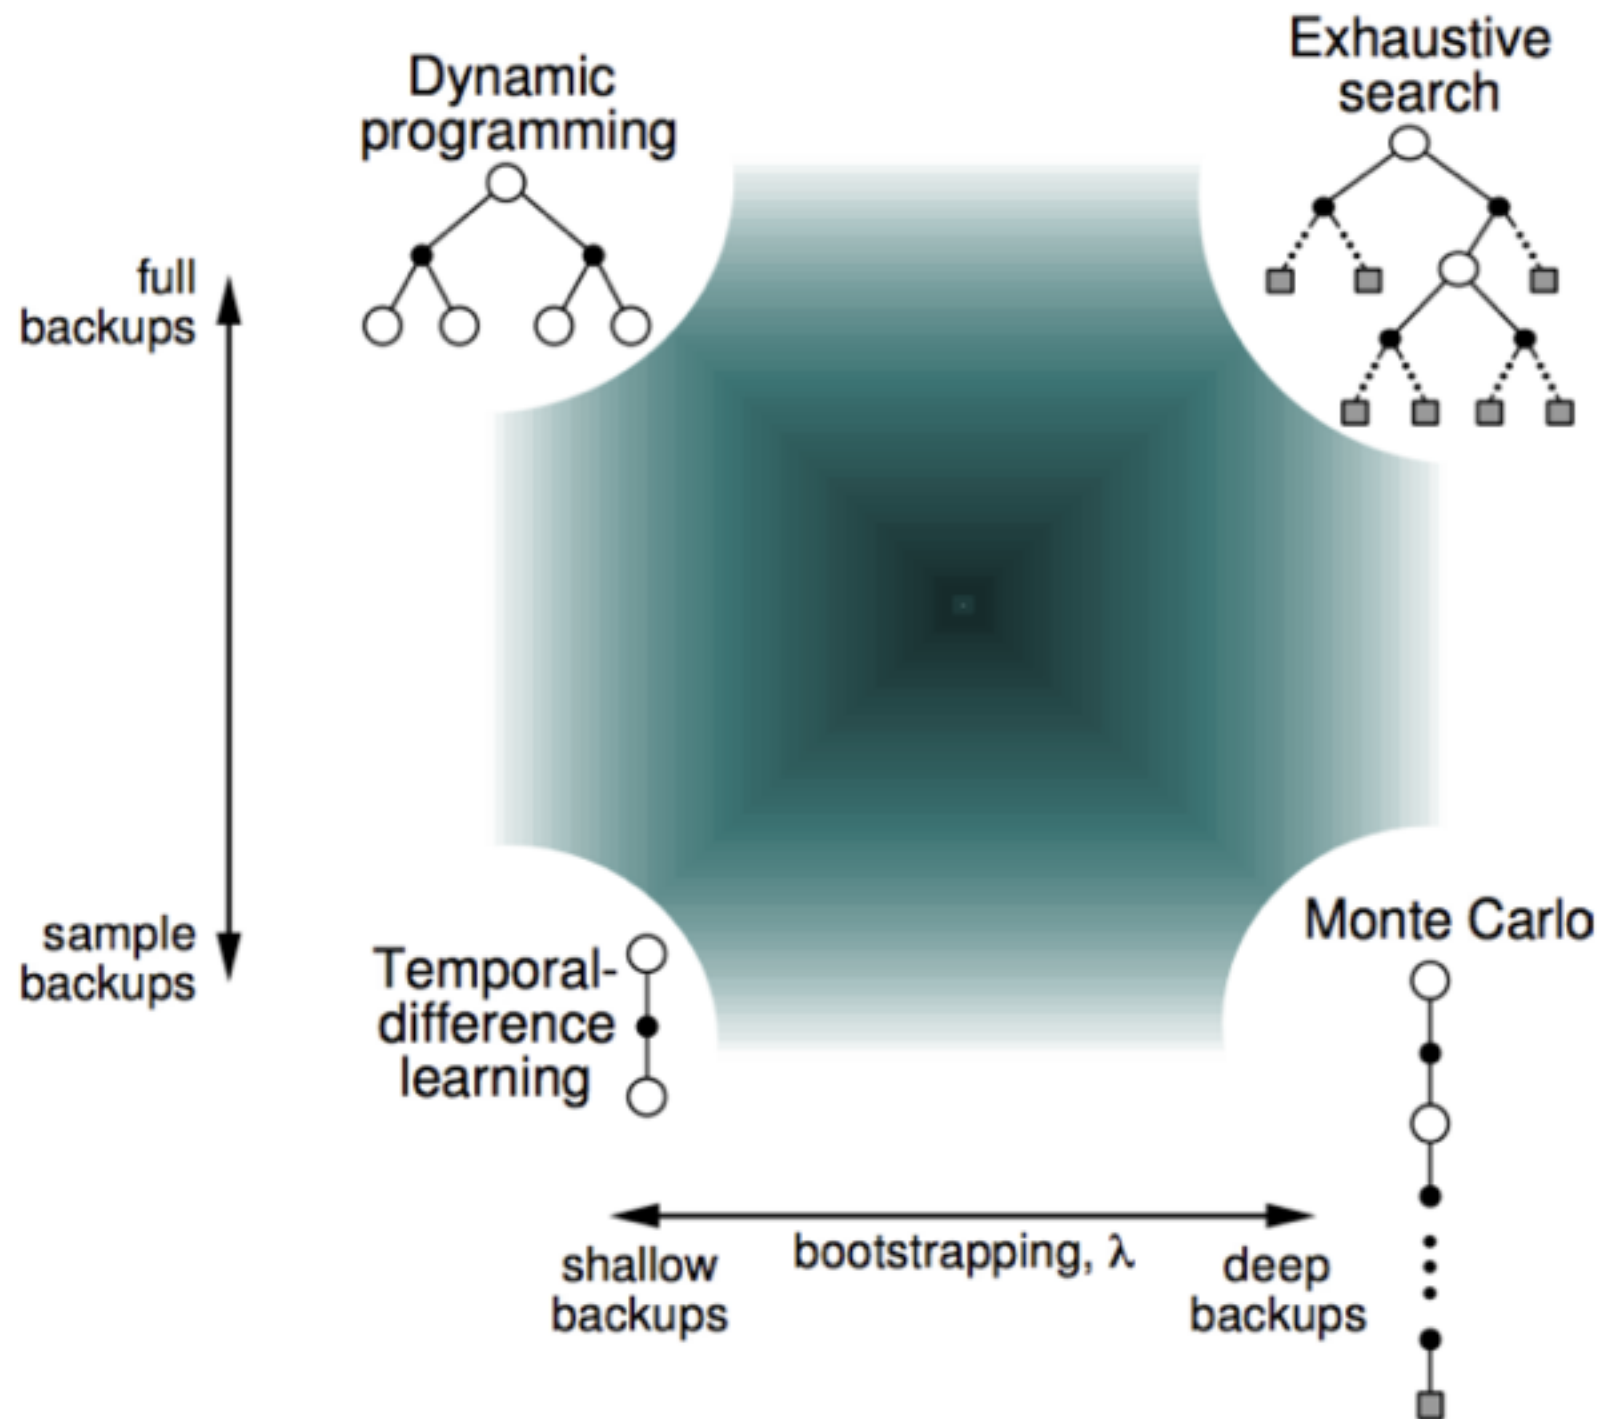 Dynamic
programming
Exhaustive
search
full
backups
sample
backups
Temporal-
difference
learning
Monte Carlo
bootstrapping, λ
shallow
backups
deep
backups